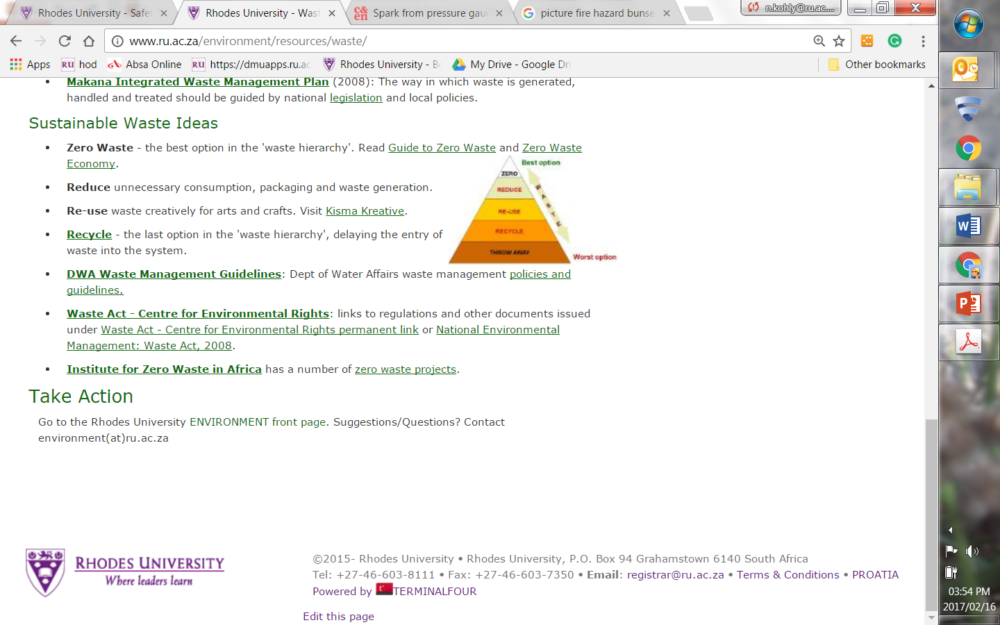 Rhodes University - Safet
Rhodes University - Wast
Spark from pressure gau
picture fire hazard bunse
n.kohly@ru.ac....
www.ru.ac.za/environment/resources/waste/
Apps
hod
Absa Online
https://dmuapps.ru.ac
Rhodes University - Bo
My Drive - Google Dri
Other bookmarks
Makana Integrated Waste Management Plan (2008): The way in which waste is generated,
handled and treated should be guided by national legislation and local policies.
Sustainable Waste Ideas
Zero Waste - the best option in the 'waste hierarchy'. Read Guide to Zero Waste and Zero Waste
Economy.
Reduce unnecessary consumption, packaging and waste generation.
Re-use waste creatively for arts and crafts. Visit Kisma Kreative.
Recycle - the last option in the 'waste hierarchy', delaying the entry of
waste into the system.
Best option
ZERO
REDUCE
RE-USE
RECYCLE
THROW AWAY
WASTE
Worst option
DWA Waste Management Guidelines: Dept of Water Affairs waste management policies and
guidelines.
Waste Act - Centre for Environmental Rights: links to regulations and other documents issued
under Waste Act - Centre for Environmental Rights permanent link or National Environmental
Management: Waste Act, 2008.
Institute for Zero Waste in Africa has a number of zero waste projects.
Take Action
Go to the Rhodes University ENVIRONMENT front page. Suggestions/Questions? Contact
environment(at)ru.ac.za
RHODES UNIVERSITY
Where leaders learn
©2015- Rhodes University • Rhodes University, P.O. Box 94 Grahamstown 6140 South Africa
Tel: +27-46-603-8111 • Fax: +27-46-603-7350 • Email: registrar@ru.ac.za • Terms & Conditions • PROATIA
Powered by TERMINALFOUR
Edit this page
03:54 PM
2017/02/16